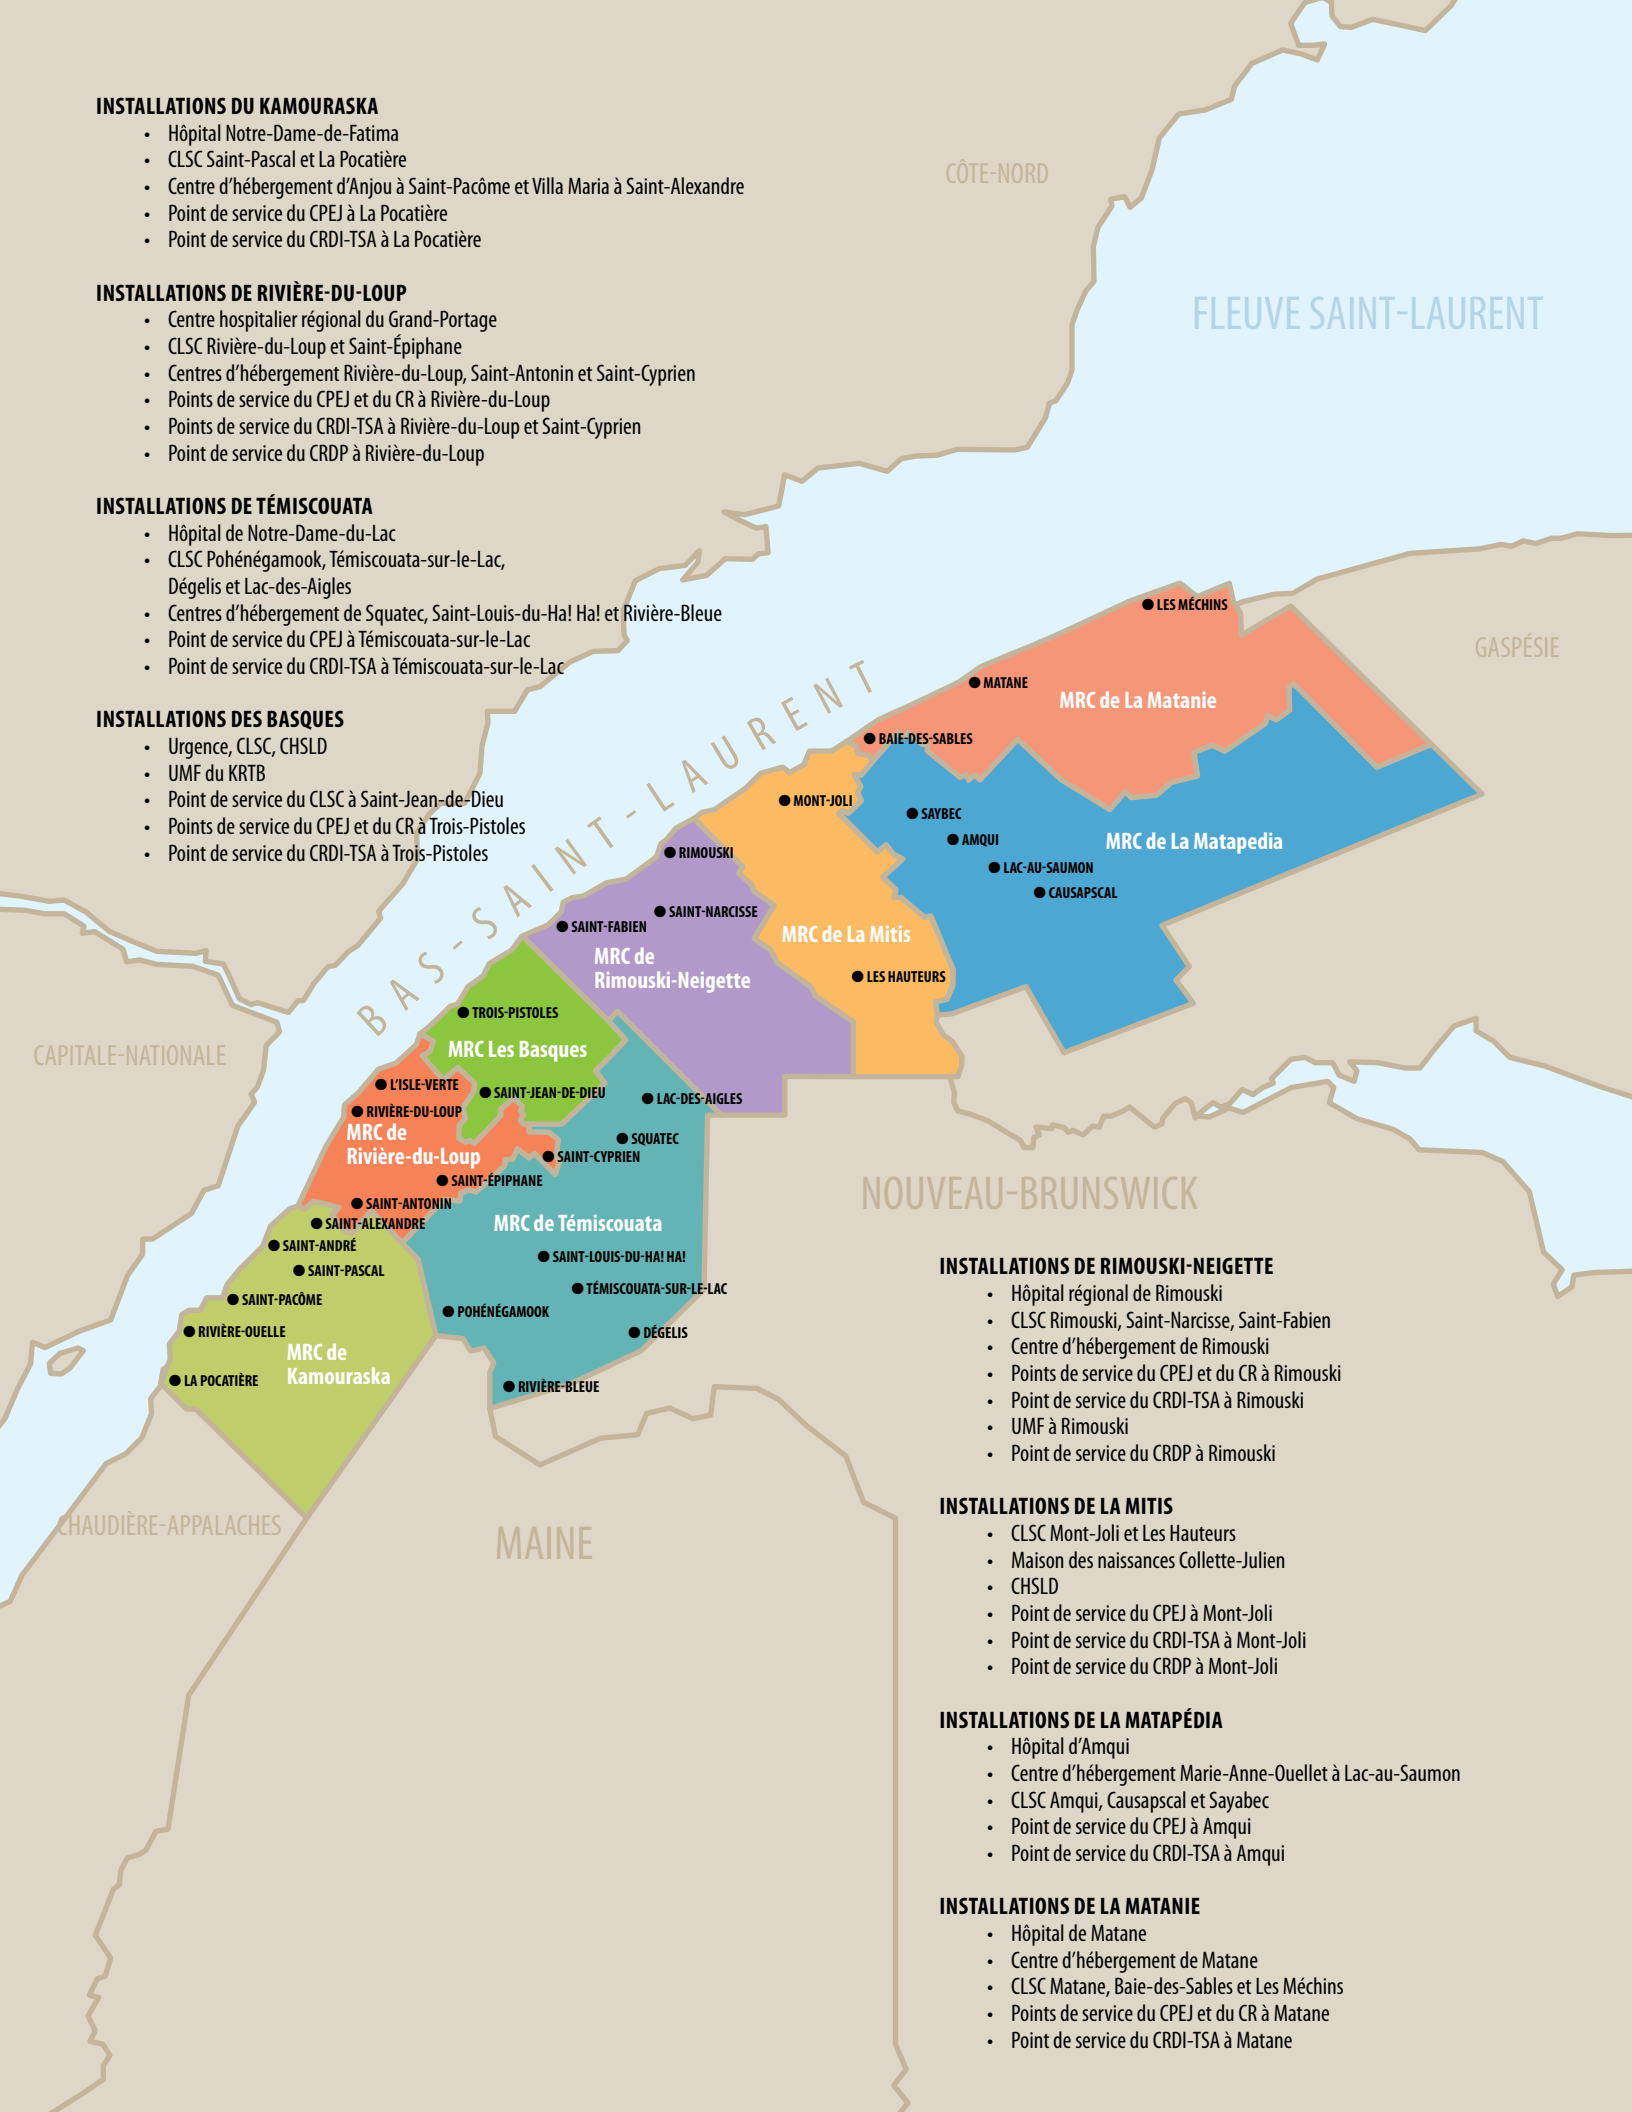 INSTALLATIONS DU KAMOURASKA
• Hôpital Notre-Dame-de-Fatima
• CLSC Saint-Pascal et La Pocatière
• Centre d’hébergement d’Anjou à Saint-Pacôme et Villa Maria à Saint-Alexandre
• Point de service du CPEJ à La Pocatière
• Point de service du CRDI-TSA à La Pocatière
INSTALLATIONS DE RIVIÈRE-DU-LOUP
• Centre hospitalier régional du Grand-Portage
• CLSC Rivière-du-Loup et Saint-Épiphane
• Centres d’hébergement Rivière-du-Loup, Saint-Antonin et Saint-Cyprien
• Points de service du CPEJ et du CR à Rivière-du-Loup
• Points de service du CRDI-TSA à Rivière-du-Loup et Saint-Cyprien
• Point de service du CRDP à Rivière-du-Loup
INSTALLATIONS DE TÉMISCOUATA
• Hôpital de Notre-Dame-du-Lac
• CLSC Pohénégamook, Témiscouata-sur-le-Lac,
Dégelis et Lac-des-Aigles
• Centres d’hébergement de Squatec, Saint-Louis-du-Ha! Ha! et Rivière-Bleue
• Point de service du CPEJ à Témiscouata-sur-le-Lac
• Point de service du CRDI-TSA à Témiscouata-sur-le-Lac
INSTALLATIONS DES BASQUES
• Urgence, CLSC, CHSLD
• UMF du KRTB
• Point de service du CLSC à Saint-Jean-de-Dieu
• Points de service du CPEJ et du CR à Trois-Pistoles
• Point de service du CRDI-TSA à Trois-Pistoles
CÔTE-NORD
FLEUVE SAINT-LAURENT
GASPÉSIE
BAS-SAINT-LAURENT
LES MÉCHINS
MATANE
MRC de La Matanie
BAIE-DES-SABLES
MONT-JOLI
SAYBEC
AMQUI
MRC de La Matapedia
LAC-AU-SAUMON
CAUSAPSCAL
RIMOUSKI
SAINT-NARCISSE
SAINT-FABIEN
MRC de La Mitis
MRC de
Rimouski-Neigette
LES HAUTEURS
TROIS-PISTOLES
MRC Les Basques
CAPITALE-NATIONALE
L’ISLE-VERTE
SAINT-JEAN-DE-DIEU
LAC-DES-AIGLES
RIVIÈRE-DU-LOUP
MRC de
Rivière-du-Loup
SQUATEC
SAINT-CYPRIEN
SAINT-ÉPIPHANE
SAINT-ANTONIN
SAINT-ALEXANDRE
MRC de Témiscouata
SAINT-ANDRÉ
SAINT-LOUIS-DU-HA! HA!
SAINT-PASCAL
TÉMISCOUATA-SUR-LE-LAC
SAINT-PACÔME
POHÉNÉGAMOOK
RIVIÈRE-OUELLE
DÉGELIS
MRC de
Kamouraska
LA POCATIÈRE
RIVIÈRE-BLEUE
CHAUDIÈRE-APPALACHES
MAINE
NOUVEAU-BRUNSWICK
INSTALLATIONS DE RIMOUSKI-NEIGETTE
• Hôpital régional de Rimouski
• CLSC Rimouski, Saint-Narcisse, Saint-Fabien
• Centre d’hébergement de Rimouski
• Points de service du CPEJ et du CR à Rimouski
• Point de service du CRDI-TSA à Rimouski
• UMF à Rimouski
• Point de service du CRDP à Rimouski
INSTALLATIONS DE LA MITIS
• CLSC Mont-Joli et Les Hauteurs
• Maison des naissances Collette-Julien
• CHSLD
• Point de service du CPEJ à Mont-Joli
• Point de service du CRDI-TSA à Mont-Joli
• Point de service du CRDP à Mont-Joli
INSTALLATIONS DE LA MATAPÉDIA
• Hôpital d’Amqui
• Centre d’hébergement Marie-Anne-Ouellet à Lac-au-Saumon
• CLSC Amqui, Causapscal et Sayabec
• Point de service du CPEJ à Amqui
• Point de service du CRDI-TSA à Amqui
INSTALLATIONS DE LA MATANIE
• Hôpital de Matane
• Centre d’hébergement de Matane
• CLSC Matane, Baie-des-Sables et Les Méchins
• Points de service du CPEJ et du CR à Matane
• Point de service du CRDI-TSA à Matane